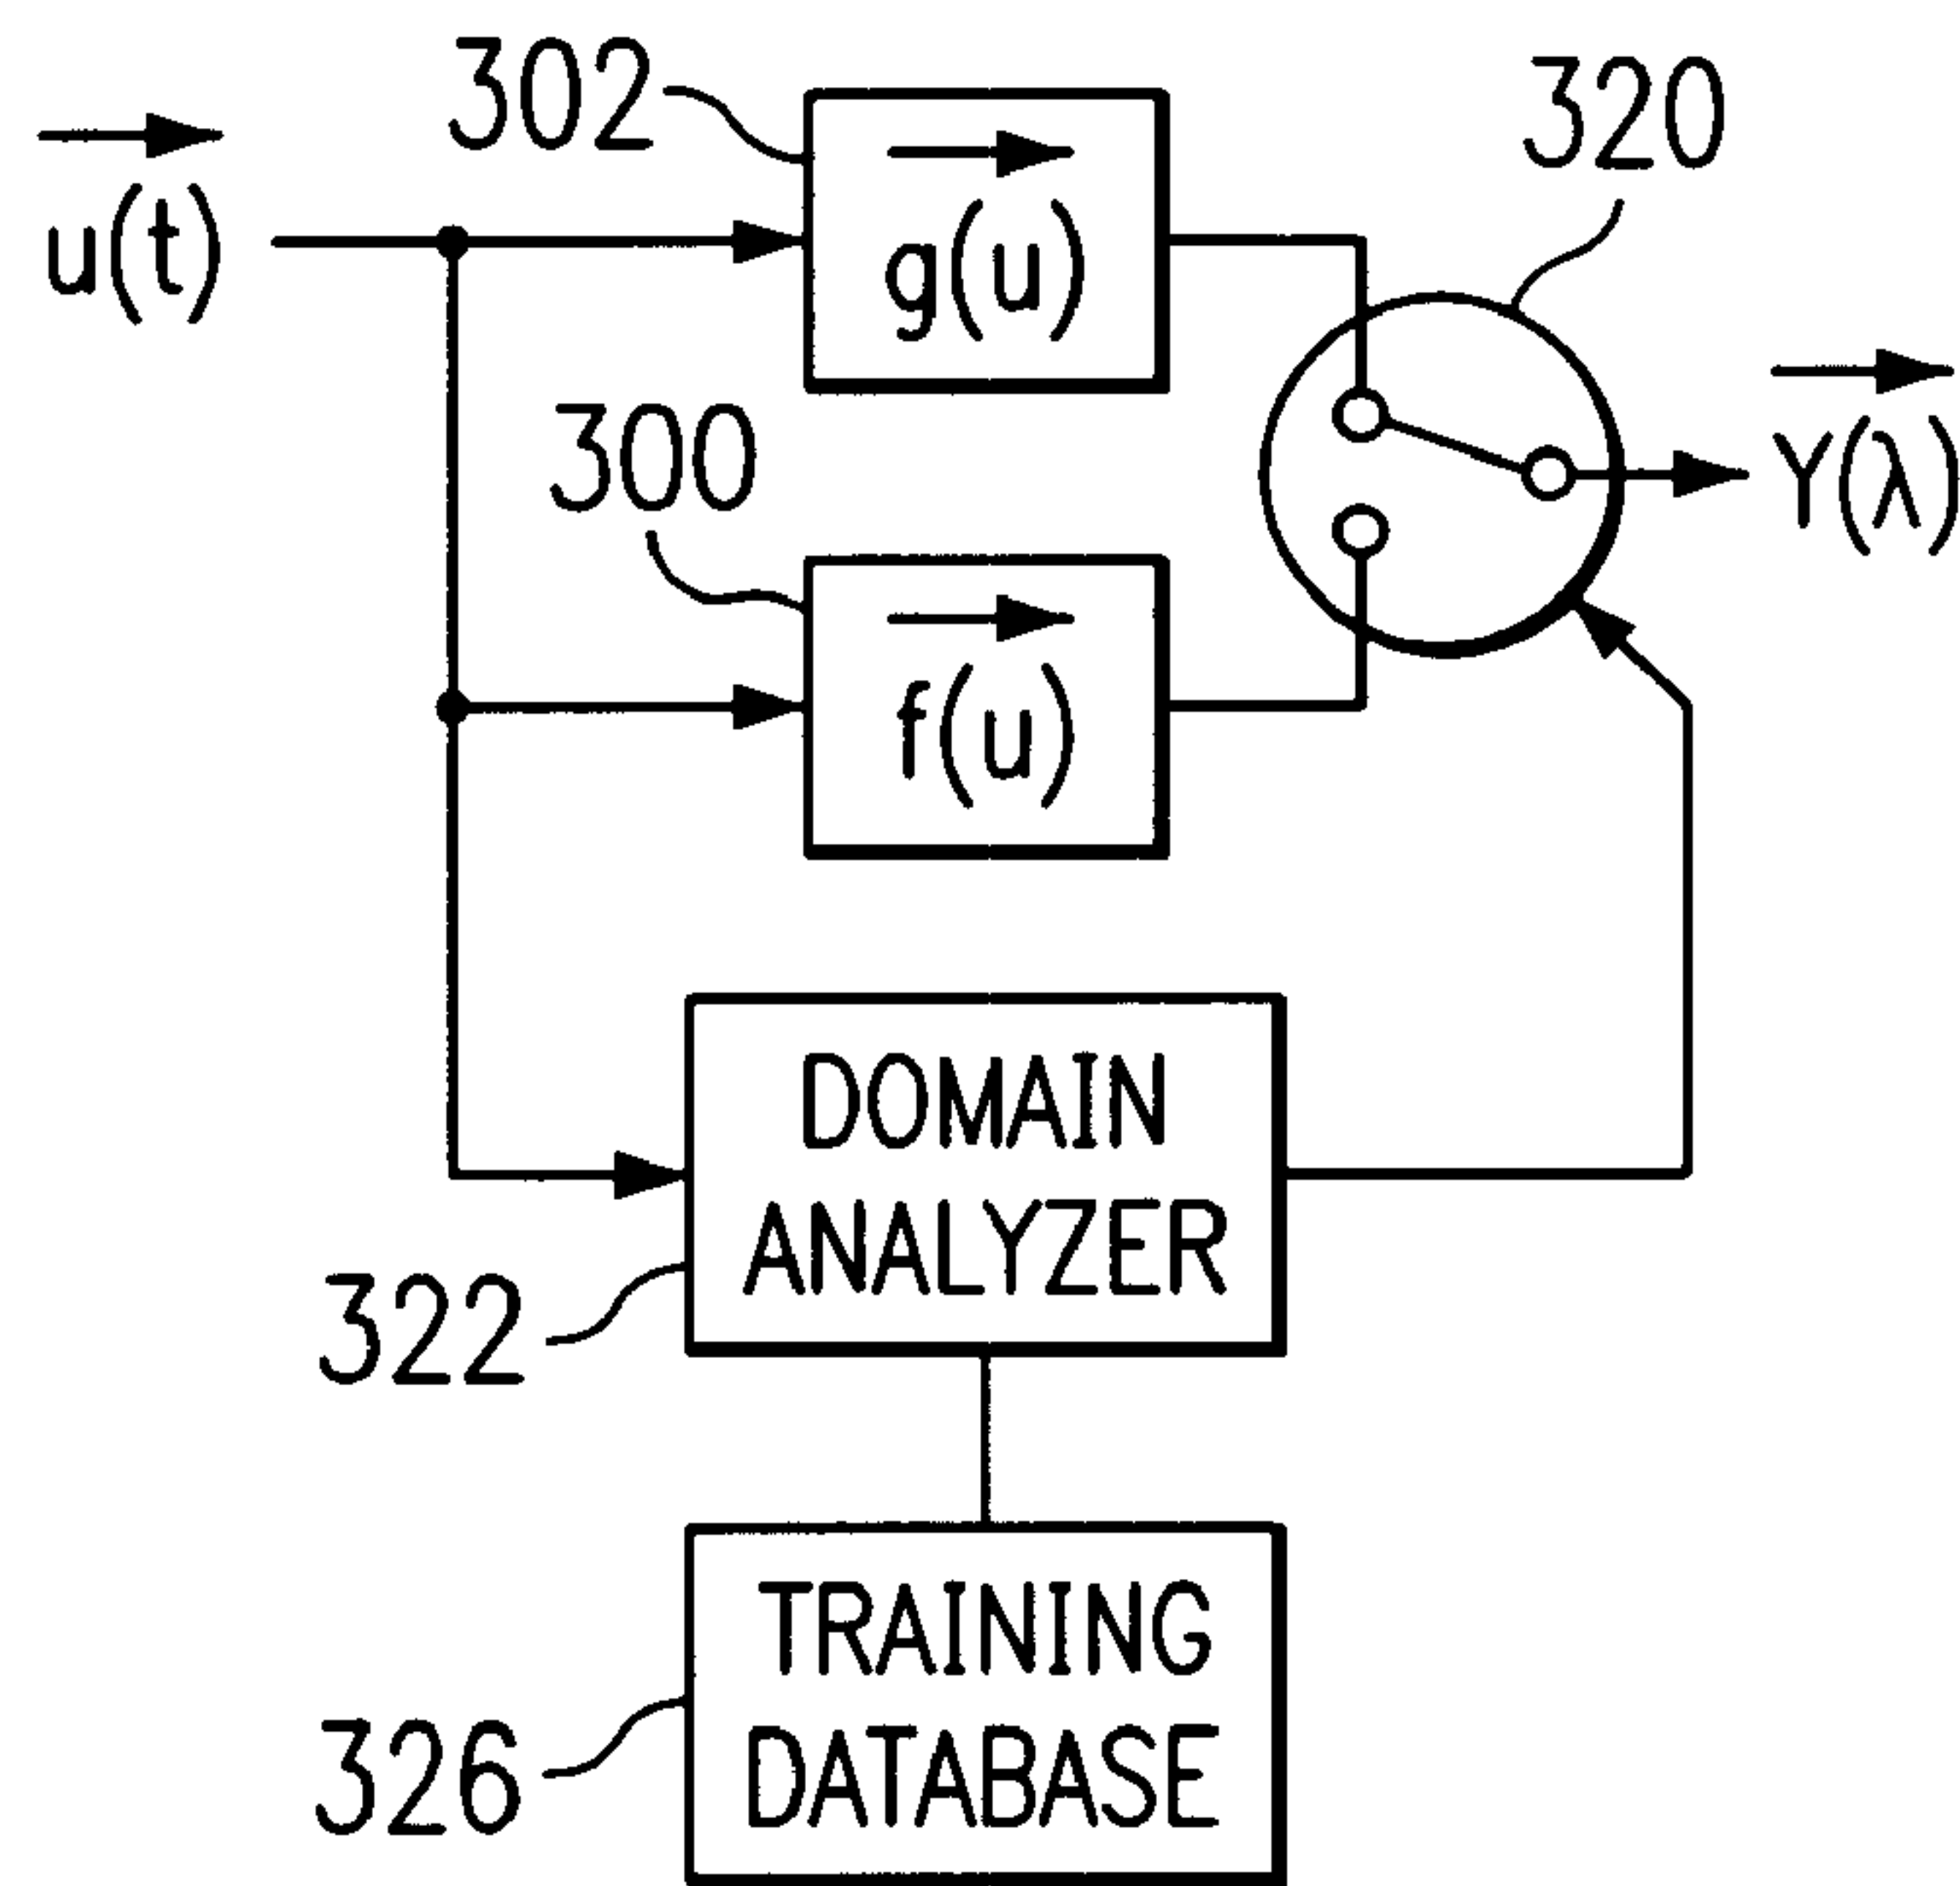 302
320
u(t)
g(u)
300
Y(λ)
f(u)
DOMAIN
ANALYZER
322
TRAINING
DATABASE
326